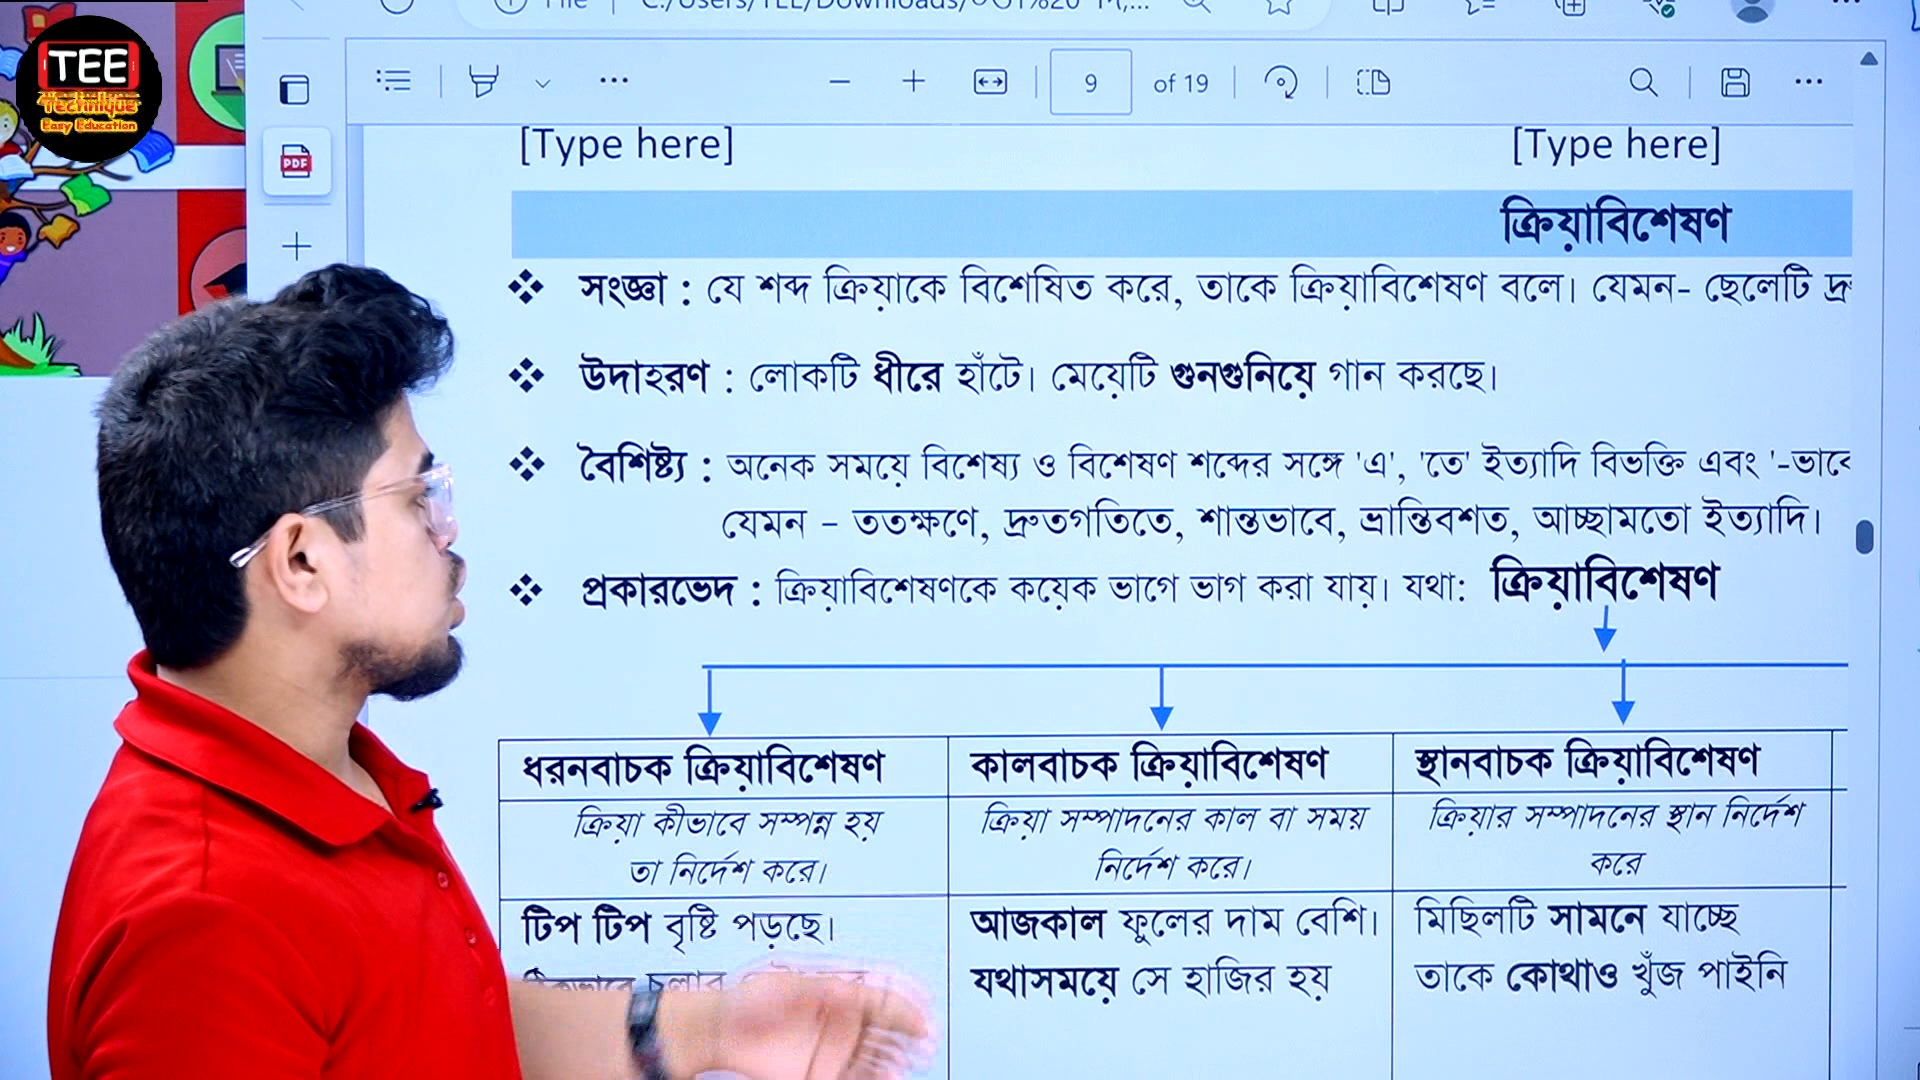 TEE
Technique
Easy Education
File
9 of 19
PDF
[Type here] [Type here]
ক্রিয়াবিশেষণ
❖ সংজ্ঞা : যে শব্দ ক্রিয়াকে বিশেষিত করে, তাকে ক্রিয়াবিশেষণ বলে। যেমন- ছেলেটি
❖ উদাহরণ : লোকটি ধীরে হাঁটে। মেয়েটি গুনগুনিয়ে গান করছে।
❖ বৈশিষ্ট্য : অনেক সময়ে বিশেষ্য ও বিশেষণ শব্দের সঙ্গে 'এ', 'তে' ইত্যাদি বিভক্তি এবং '-ভাবে
যেমন – ততক্ষণে, দ্রুতগতিতে, শান্তভাবে, ভ্রান্তিবশত, আচ্ছামতো ইত্যাদি।
❖ প্রকারভেদ : ক্রিয়াবিশেষণকে কয়েক ভাগে ভাগ করা যায়। যথা: ক্রিয়াবিশেষণ
ধরনবাচক ক্রিয়াবিশেষণ
ক্রিয়া কীভাবে সম্পন্ন হয়
তা নির্দেশ করে।
টিপ টিপ বৃষ্টি পড়ছে।
কালবাচক ক্রিয়াবিশেষণ
ক্রিয়া সম্পাদনের কাল বা সময়
নির্দেশ করে।
আজকাল ফুলের দাম বেশি।
যথাসময়ে সে হাজির হয়
স্থানবাচক ক্রিয়াবিশেষণ
ক্রিয়ার সম্পাদনের স্থান নির্দেশ
করে
মিছিলটি সামনে যাচ্ছে
তাকে কোথাও খুঁজ পাইনি